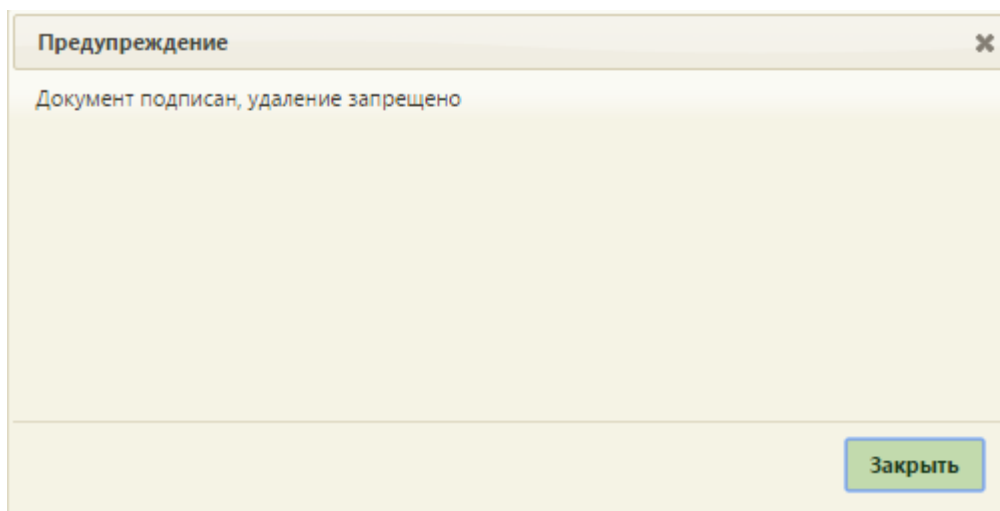 Предупреждение
Документ подписан, удаление запрещено
Закрыть